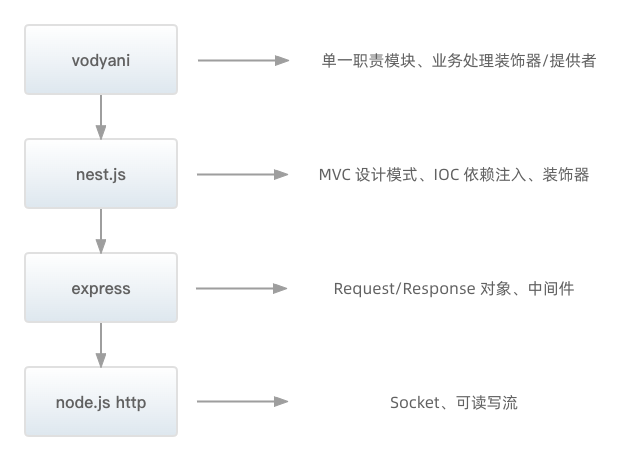 vodyani
单一职责模块、业务处理装饰器/提供者
nest.js
MVC 设计模式、IOC 依赖注入、装饰器
express
Request/Response 对象、中间件
node.js http
Socket、可读写流